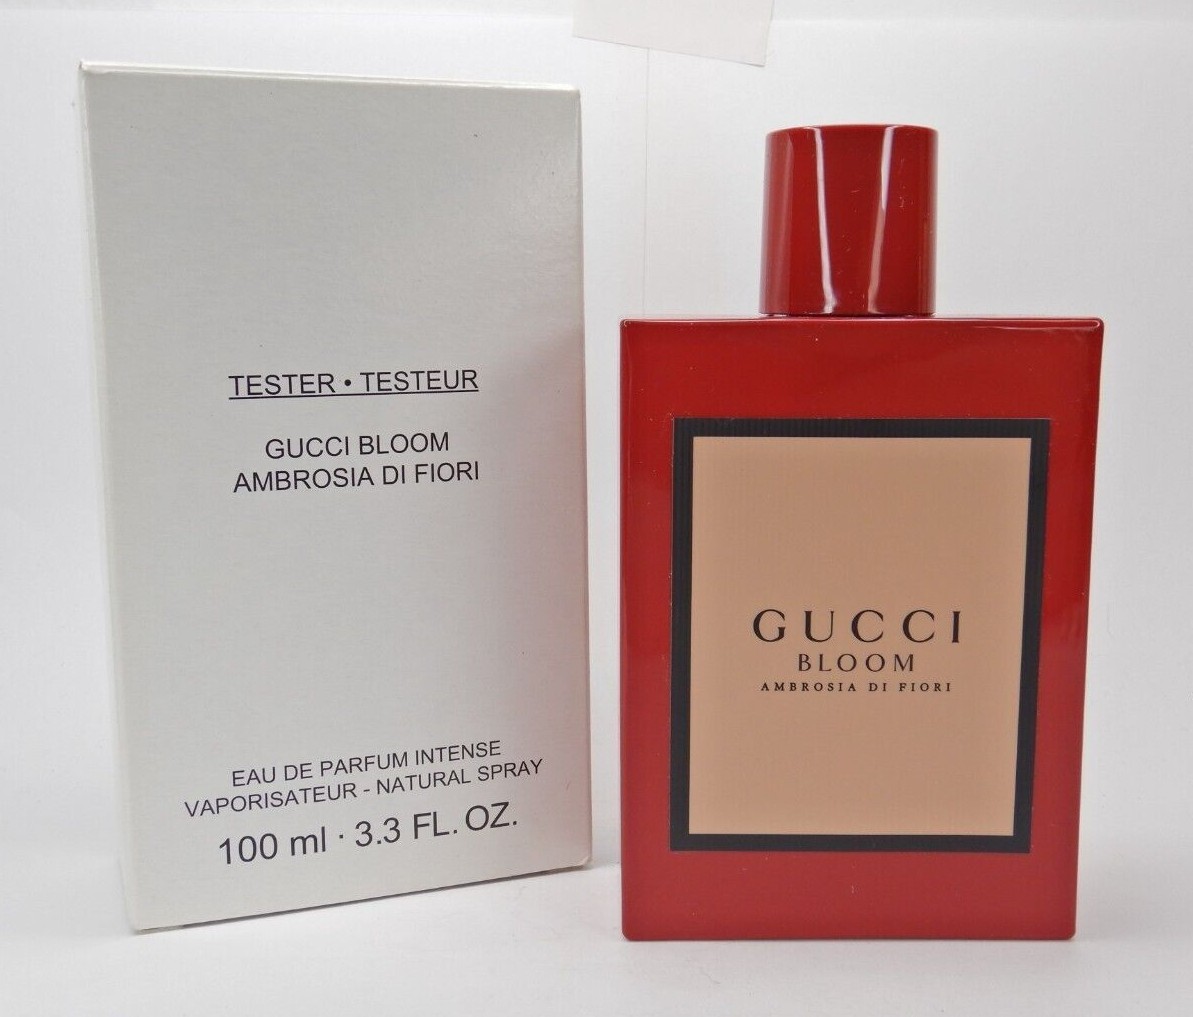 TESTER • TESTEUR
GUCCI BLOOM
AMBROSIA DI FIORI
EAU DE PARFUM INTENSE
VAPORISATEUR - NATURAL SPRAY
100 ml · 3.3 FL. OZ.
GUCCI
BLOOM
AMBROSIA DI FIORI